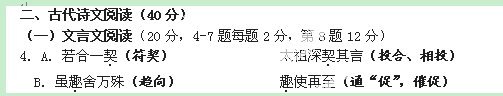 二、古代诗文阅读（40分）
（一）文言文阅读（20分，4-7题每题2分，第8题12分）
4. A. 若合一契（符契） 太祖深契其言（投合、相投）
B. 虽趣舍万殊（趋向） 趣使再至（通“促”，催促）